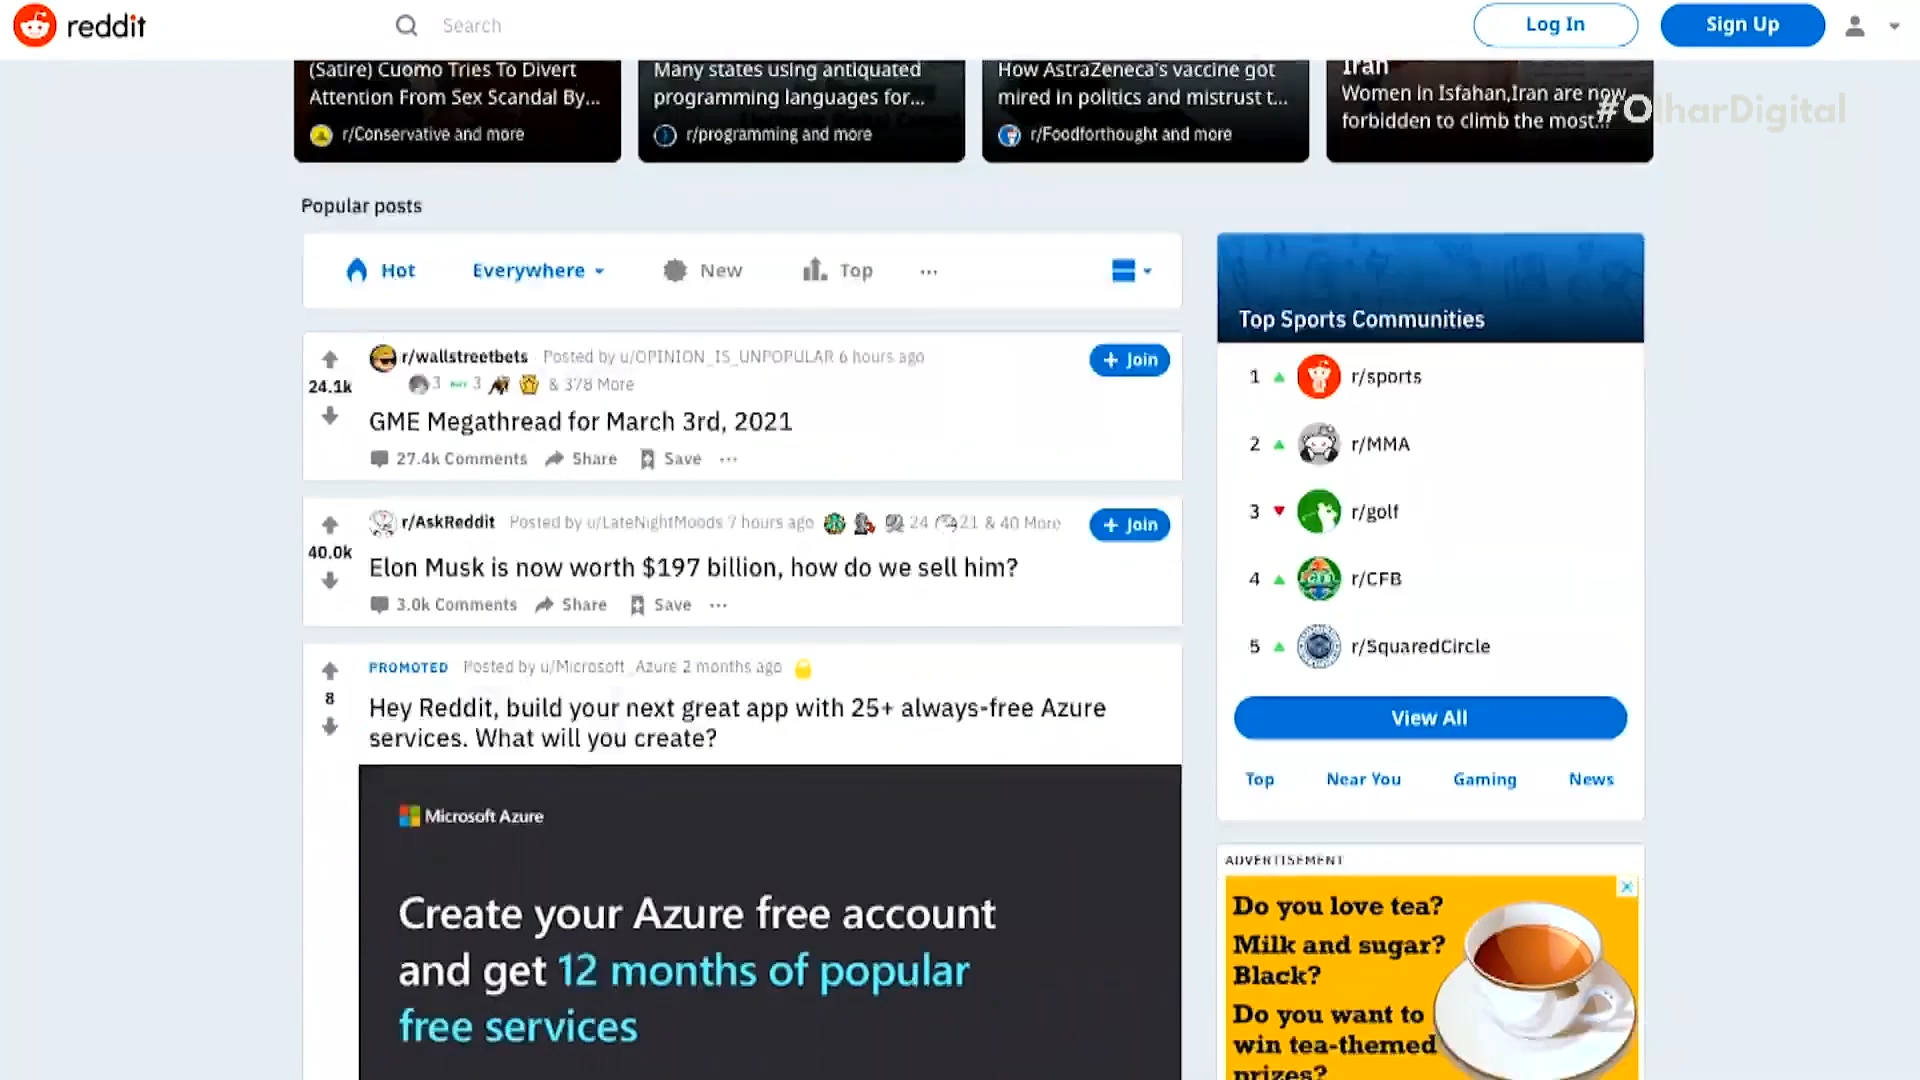 reddit
Search
Log In
Sign Up
(Satire) Cuomo Tries To Divert
Attention From Sex Scandal By...
r/Conservative and more
Many states using antiquated
programming languages for...
r/programming and more
How AstraZeneca's vaccine got
mired in politics and mistrust t...
r/Foodforthought and more
Iran
Women in Isfahan,Iran are now
forbidden to climb the most...
#OlharDigital
Popular posts
Hot
Everywhere
New
Top
...
r/wallstreetbets Posted by u/OPINION_IS_UNPOPULAR 6 hours ago
3 3 & 378 More
+ Join
24.1k
GME Megathread for March 3rd, 2021
27.4k Comments Share Save ...
r/AskReddit Posted by u/LateNightMoods 7 hours ago 24 21 & 40 More
+ Join
40.0k
Elon Musk is now worth $197 billion, how do we sell him?
3.0k Comments Share Save ...
PROMOTED Posted by u/Microsoft_Azure 2 months ago
8
Hey Reddit, build your next great app with 25+ always-free Azure
services. What will you create?
Microsoft Azure
Create your Azure free account
and get 12 months of popular
free services
Top Sports Communities
1 r/sports
2 r/MMA
3 r/golf
4 r/CFB
5 r/SquaredCircle
View All
Top Near You Gaming News
ADVERTISEMENT
Do you love tea?
Milk and sugar?
Black?
Do you want to
win tea-themed
prizes?